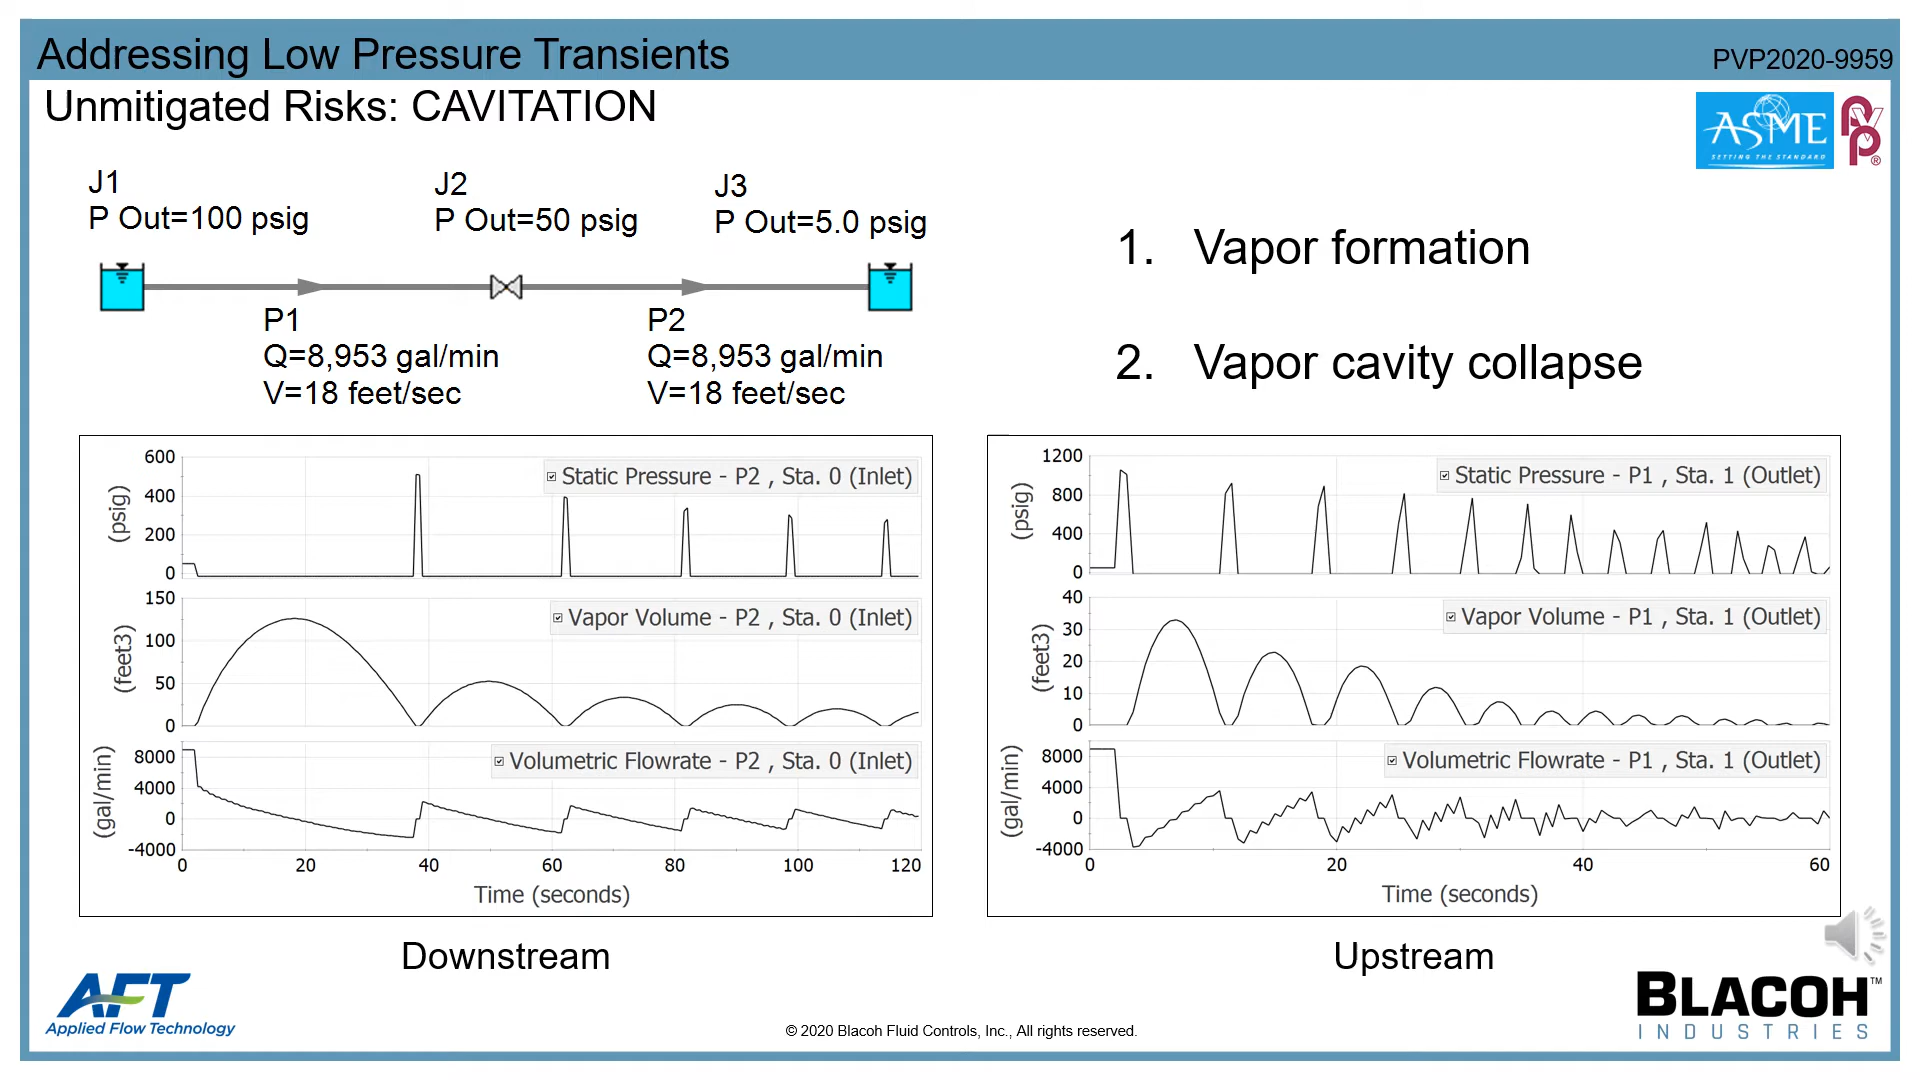 Addressing Low Pressure Transients
PVP2020-9959
Unmitigated Risks: CAVITATION
ASME
SETTING THE STANDARD
PVP®
J1
P Out=100 psig
J2
P Out=50 psig
J3
P Out=5.0 psig
P1
Q=8,953 gal/min
V=18 feet/sec
P2
Q=8,953 gal/min
V=18 feet/sec
1. Vapor formation
2. Vapor cavity collapse
600
400
200
0
(psig)
Static Pressure - P2 , Sta. 0 (Inlet)
150
100
50
0
(feet3)
Vapor Volume - P2 , Sta. 0 (Inlet)
8000
4000
0
-4000
(gal/min)
Volumetric Flowrate - P2 , Sta. 0 (Inlet)
0 20 40 60 80 100 120
Time (seconds)
Downstream
1200
800
400
0
(psig)
Static Pressure - P1 , Sta. 1 (Outlet)
40
30
20
10
0
(feet3)
Vapor Volume - P1 , Sta. 1 (Outlet)
8000
4000
0
-4000
(gal/min)
Volumetric Flowrate - P1 , Sta. 1 (Outlet)
0 20 40 60
Time (seconds)
Upstream
AFT
Applied Flow Technology
© 2020 Blacoh Fluid Controls, Inc., All rights reserved.
BLACOH™
INDUSTRIES